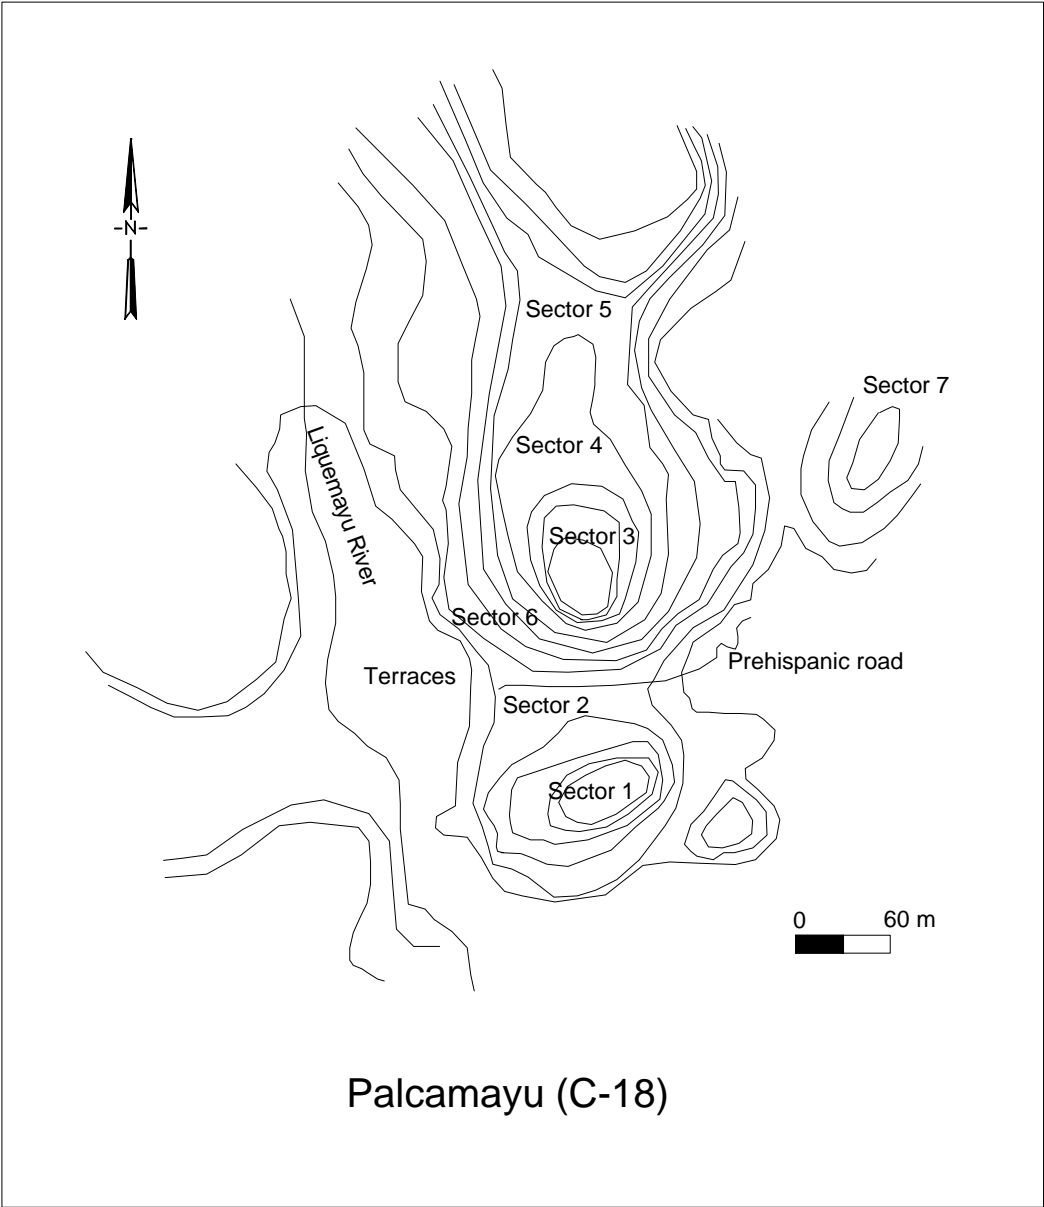 N
Sector 5
Sector 7
Sector 4
Liquemayu River
Sector 3
Sector 6
Prehispanic road
Terraces
Sector 2
Sector 1
0 60 m
Palcamayu (C-18)